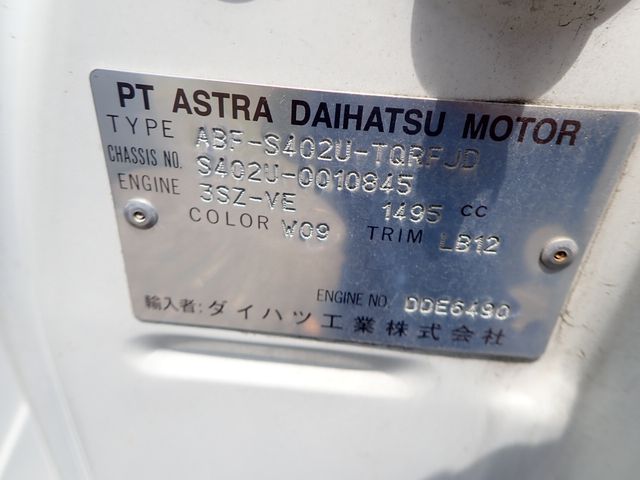 PT ASTRA DAIHATSU MOTOR
TYPE ABF-S402U-TQRFJD
CHASSIS NO. S402U-0010845
ENGINE 3SZ-VE 1495 CC
COLOR W09 TRIM LB12
ENGINE NO. DDE6490
輸入者:ダイハツ工業株式会社